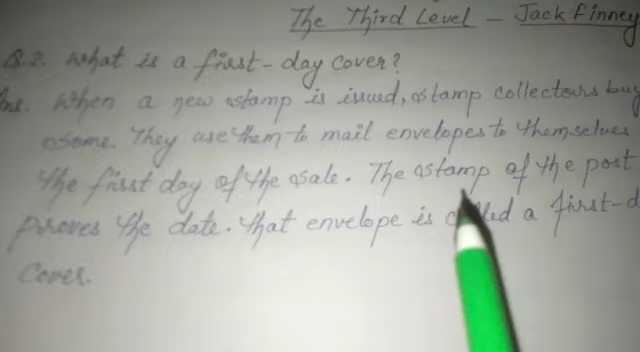 The Third Level - Jack Finney
Q.2. What is a first-day cover?
Ans. When a new stamp is issued, stamp collectors buy
some. They use them to mail envelopes to themselves
the first day of the sale. The stamp of the post
proves the date. That envelope is called a first-d
cover.